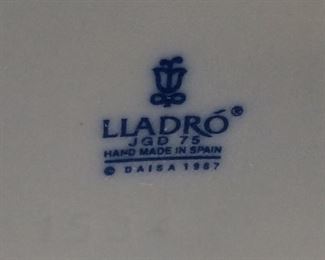 LLADRÓ®
JGD 75
HAND MADE IN SPAIN
© DAISA 1987